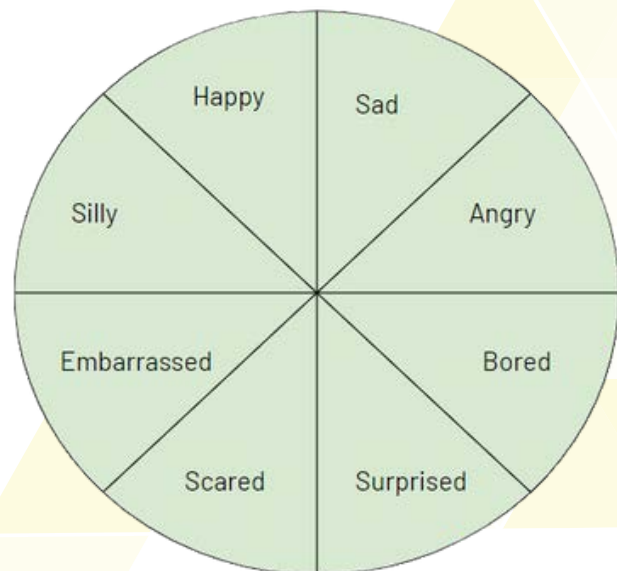 Happy
Sad
Silly
Angry
Embarrassed
Bored
Scared
Surprised